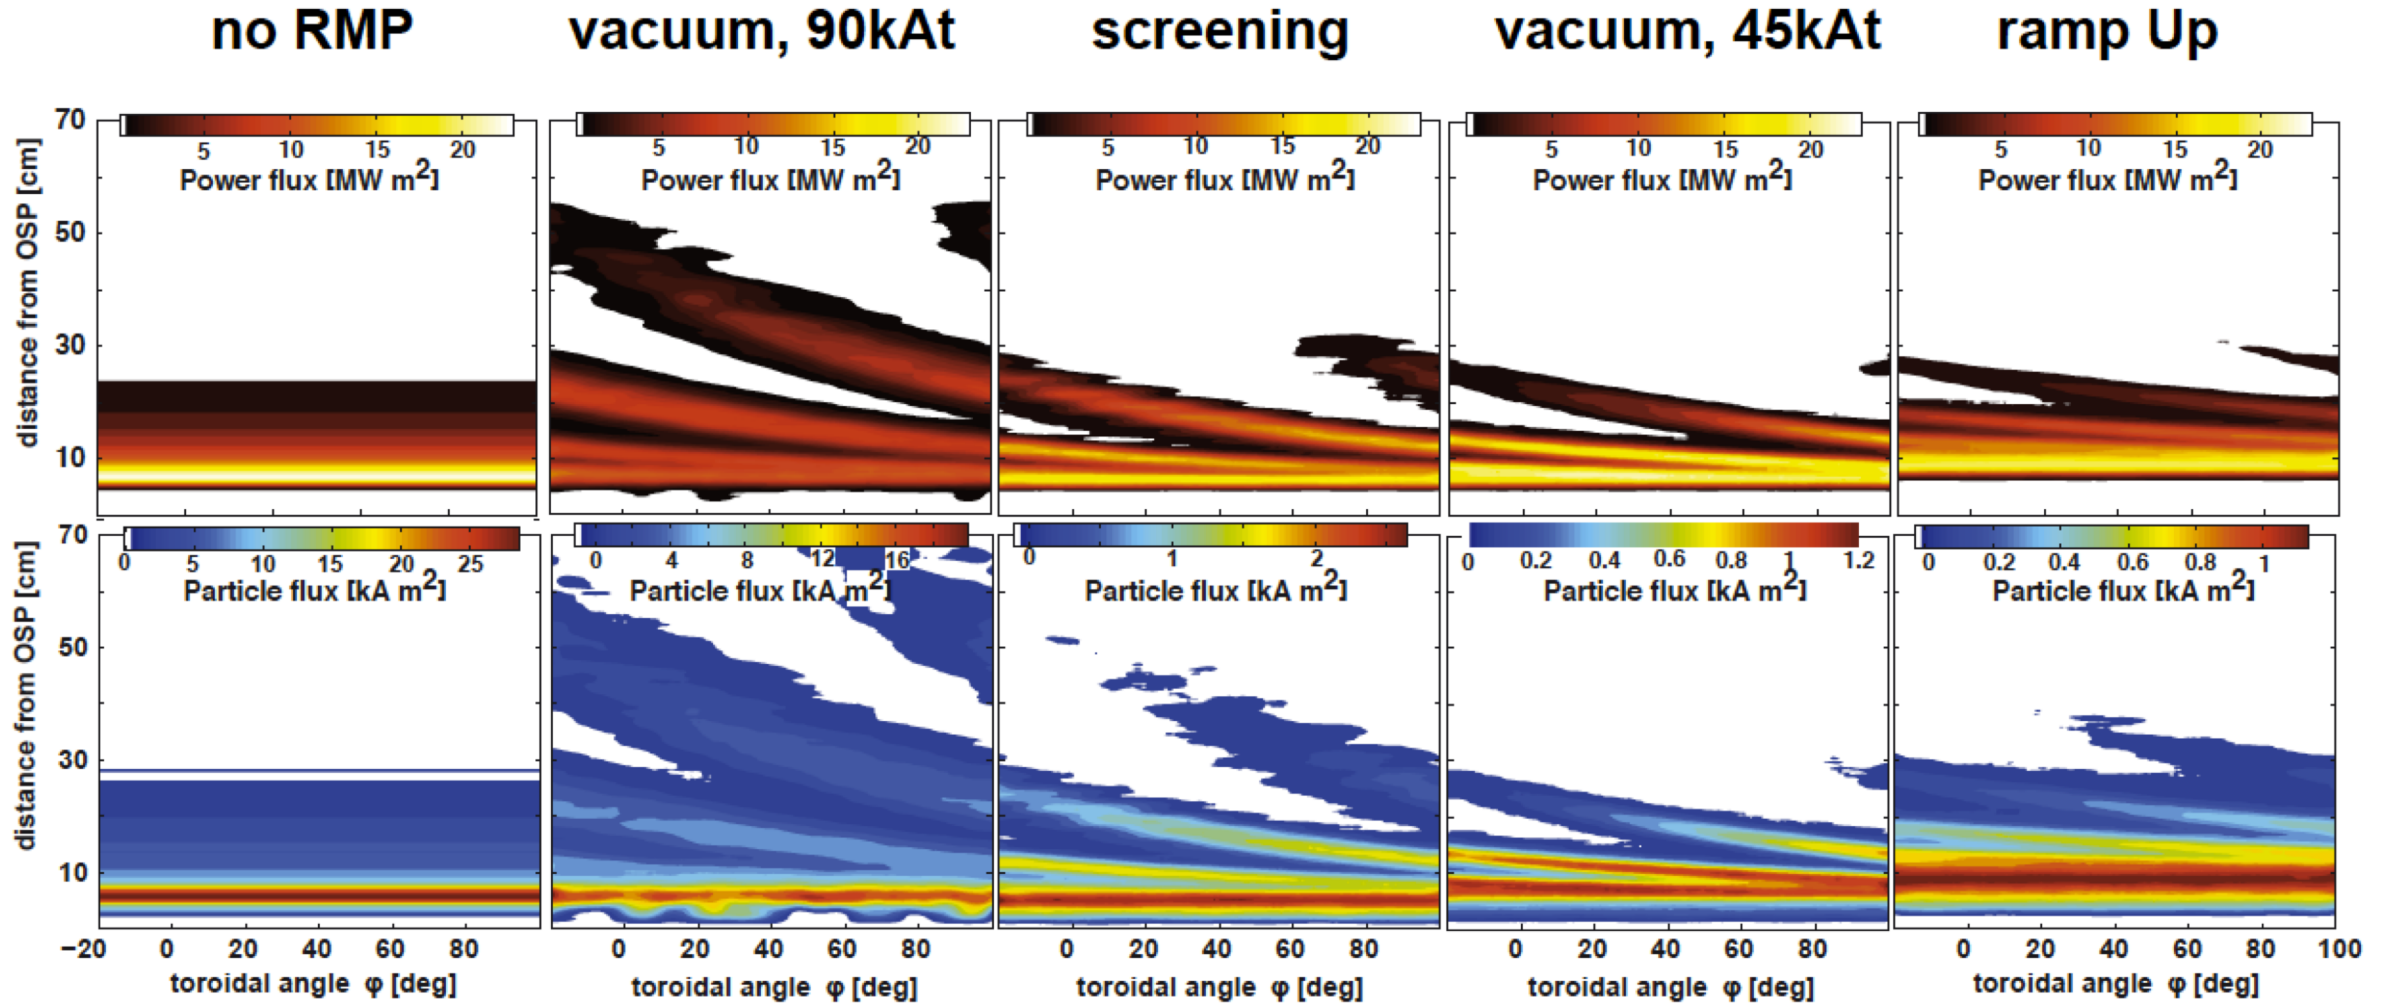 no RMP vacuum, 90kAt screening vacuum, 45kAt ramp Up
70
50
30
10
distance from OSP [cm]
5 10 15 20
Power flux [MW m2]
5 10 15 20
Power flux [MW m2]
5 10 15 20
Power flux [MW m2]
5 10 15 20
Power flux [MW m2]
5 10 15 20
Power flux [MW m2]
70
50
30
10
distance from OSP [cm]
0 5 10 15 20 25
Particle flux [kA m2]
0 4 8 12 16
Particle flux [kA m2]
0 1 2
Particle flux [kA m2]
0 0.2 0.4 0.6 0.8 1 1.2
Particle flux [kA m2]
0 0.2 0.4 0.6 0.8 1
Particle flux [kA m2]
−20 0 20 40 60 80
toroidal angle φ [deg]
0 20 40 60 80
toroidal angle φ [deg]
0 20 40 60 80
toroidal angle φ [deg]
0 20 40 60 80
toroidal angle φ [deg]
0 20 40 60 80 100
toroidal angle φ [deg]